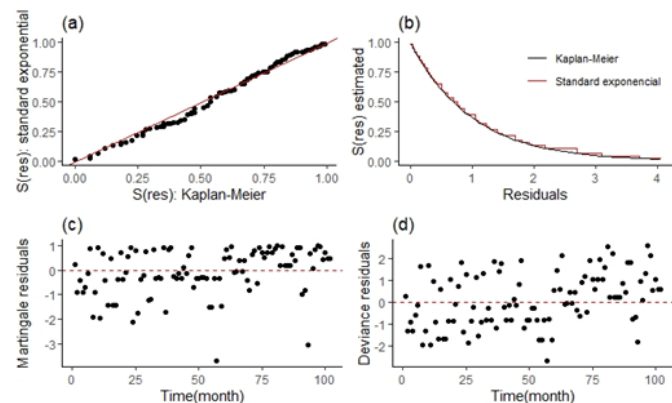 (a)
S(res): standard exponential
1.00
0.75
0.50
0.25
0.00
0.00 0.25 0.50 0.75 1.00
S(res): Kaplan-Meier
(b)
S(res) estimated
1.00
0.75
0.50
0.25
0.00
Kaplan-Meier
Standard exponencial
0 1 2 3 4
Residuals
(c)
Martingale residuals
1
0
-1
-2
-3
0 25 50 75 100
Time(month)
(d)
Deviance residuals
2
1
0
-1
-2
0 25 50 75 100
Time(month)